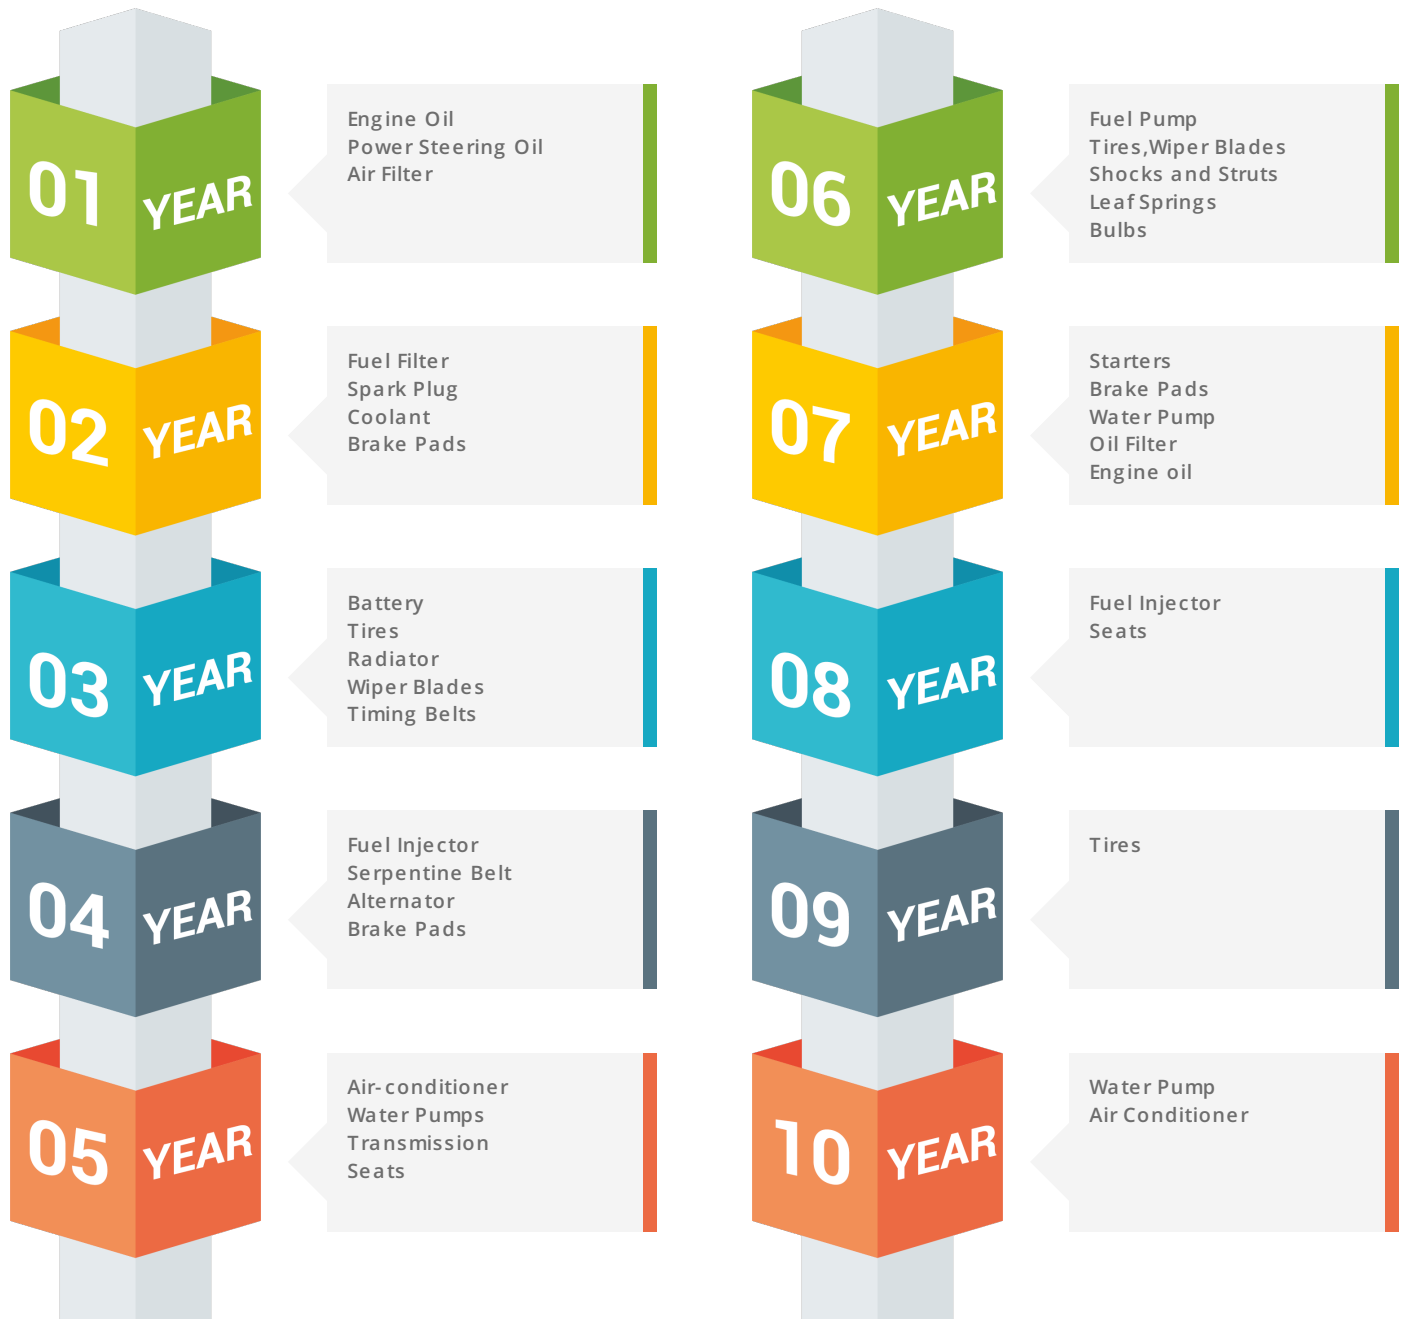 01 YEAR
Engine Oil
Power Steering Oil
Air Filter
02 YEAR
Fuel Filter
Spark Plug
Coolant
Brake Pads
03 YEAR
Battery
Tires
Radiator
Wiper Blades
Timing Belts
04 YEAR
Fuel Injector
Serpentine Belt
Alternator
Brake Pads
05 YEAR
Air-conditioner
Water Pumps
Transmission
Seats
06 YEAR
Fuel Pump
Tires,Wiper Blades
Shocks and Struts
Leaf Springs
Bulbs
07 YEAR
Starters
Brake Pads
Water Pump
Oil Filter
Engine oil
08 YEAR
Fuel Injector
Seats
09 YEAR
Tires
10 YEAR
Water Pump
Air Conditioner